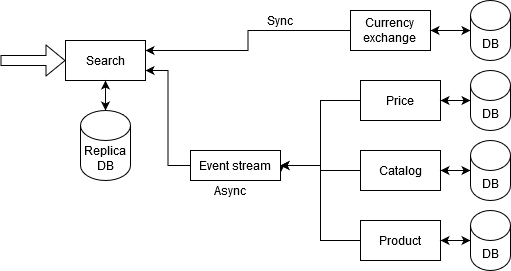 Sync
Currency
exchange
DB
Search
Price
DB
Replica
DB
Event stream
Async
Catalog
DB
Product
DB